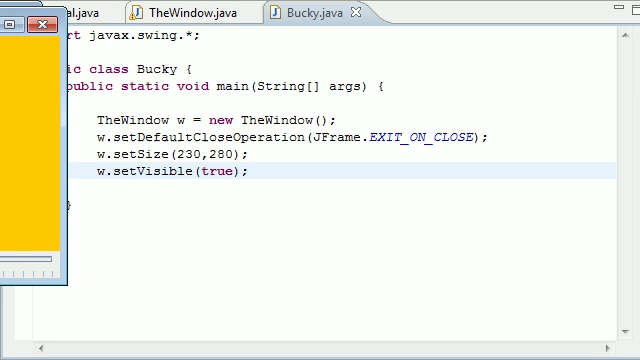 al.java TheWindow.java Bucky.java
rt javax.swing.*;
ic class Bucky {
public static void main(String[] args) {
TheWindow w = new TheWindow();
w.setDefaultCloseOperation(JFrame.EXIT_ON_CLOSE);
w.setSize(230,280);
w.setVisible(true);
}